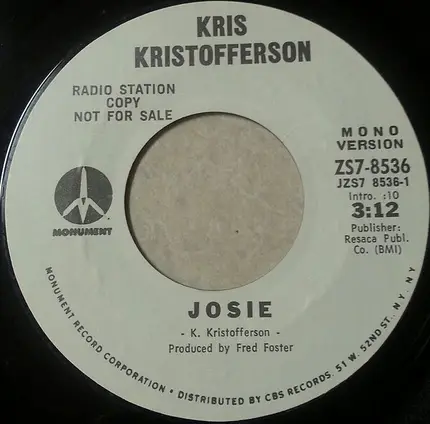 KRIS
KRISTOFFERSON
RADIO STATION
COPY
NOT FOR SALE
MONO
VERSION
ZS7-8536
JZS7 8536-1
Intro. :10
3:12
Publisher:
Resaca Publ.
Co. (BMI)
MONUMENT
JOSIE
- K. Kristofferson -
Produced by Fred Foster
MONUMENT RECORD CORPORATION • DISTRIBUTED BY CBS RECORDS, 51 W. 52ND ST., N.Y., N.Y.